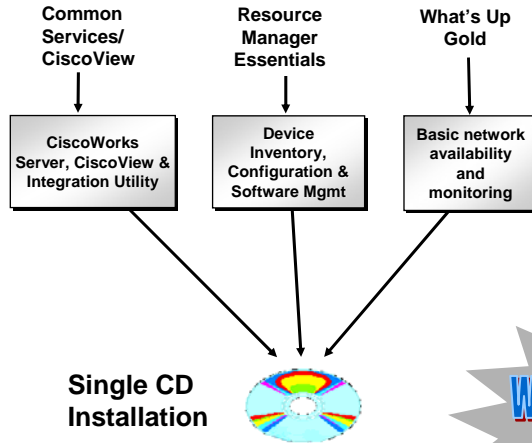 Common
Services/
CiscoView
Resource
Manager
Essentials
What's Up
Gold
CiscoWorks
Server, CiscoView &
Integration Utility
Device
Inventory,
Configuration &
Software Mgmt
Basic network
availability
and
monitoring
Single CD
Installation